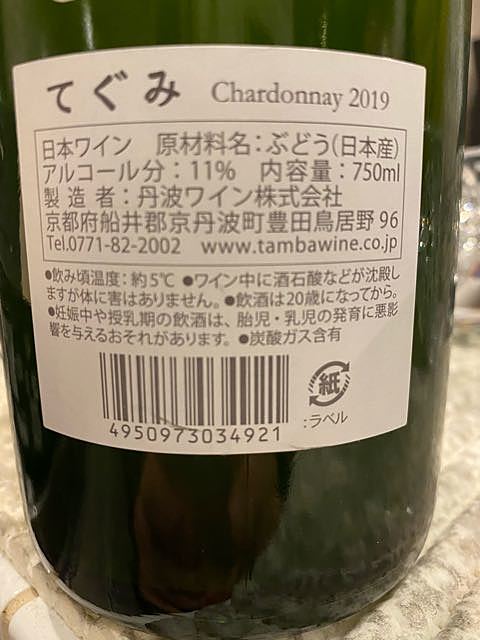 てぐみ Chardonnay 2019
日本ワイン 原材料名：ぶどう（日本産）
アルコール分：11% 内容量：750ml
製造者：丹波ワイン株式会社
京都府船井郡京丹波町豊田鳥居野 96
Tel.0771-82-2002 www.tambawine.co.jp
●飲み頃温度：約5℃ ●ワイン中に酒石酸などが沈殿し
ますが体に害はありません。●飲酒は20歳になってから。
●妊娠中や授乳期の飲酒は、胎児・乳児の発育に悪影
響を与えるおそれがあります。●炭酸ガス含有
紙
：ラベル
4950973034921